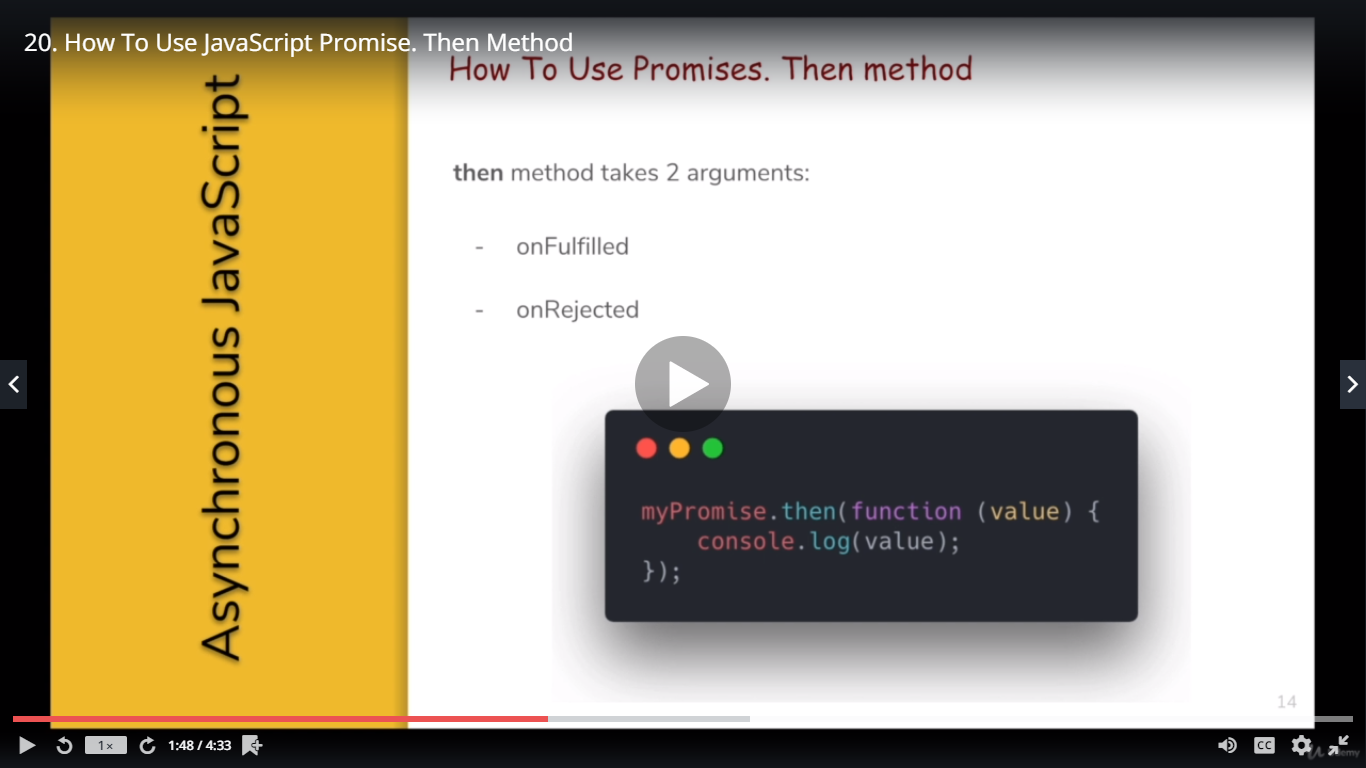 20. How To Use JavaScript Promise. Then Method
How To Use Promises. Then method
Asynchronous JavaScript
then method takes 2 arguments:
- onFulfilled
- onRejected
myPromise.then(function (value) {
console.log(value);
});
14
1×
1:48 / 4:33
CC